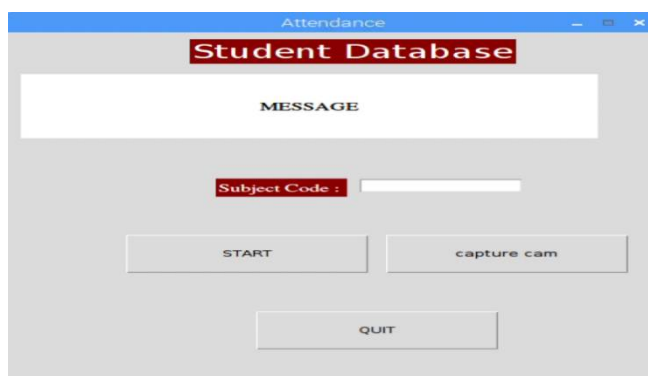 Attendance
Student Database
MESSAGE
Subject Code :
START capture cam
QUIT